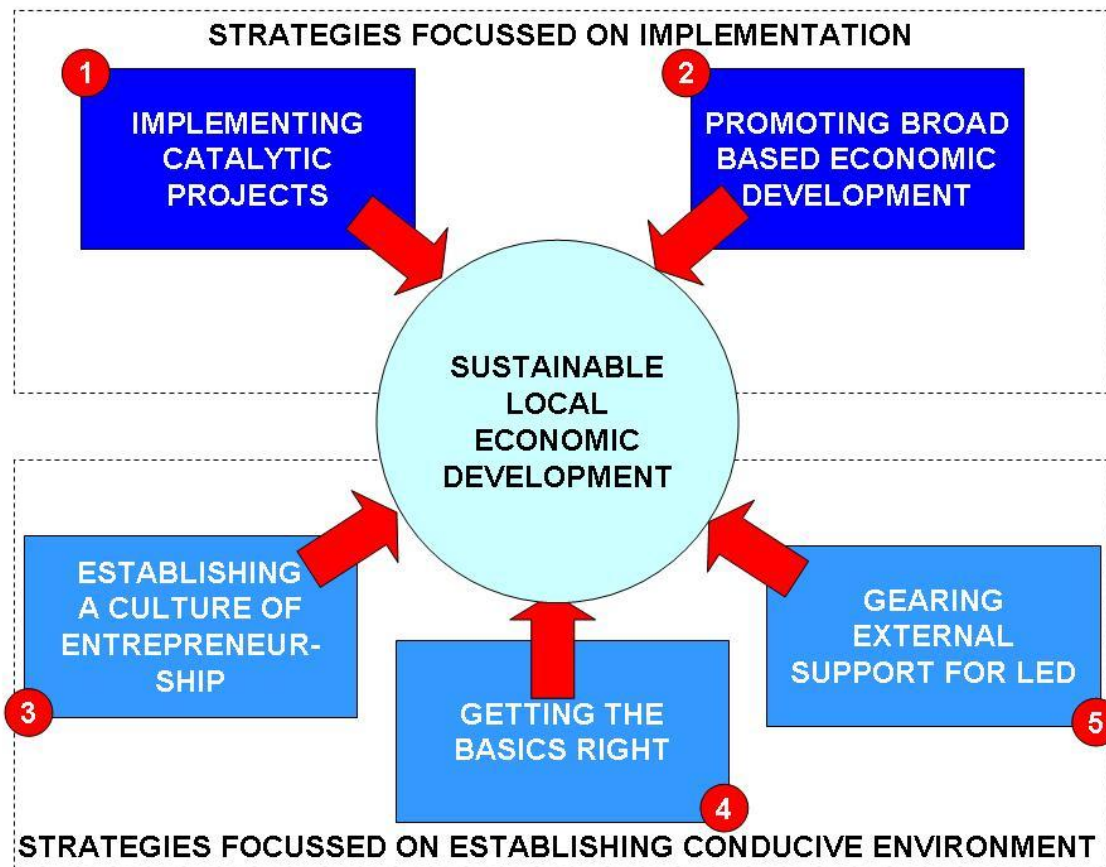 STRATEGIES FOCUSSED ON IMPLEMENTATION
1
IMPLEMENTING
CATALYTIC
PROJECTS
2
PROMOTING BROAD
BASED ECONOMIC
DEVELOPMENT
SUSTAINABLE
LOCAL
ECONOMIC
DEVELOPMENT
ESTABLISHING
A CULTURE OF
ENTREPRENEUR-
SHIP
3
GETTING THE
BASICS RIGHT
4
GEARING
EXTERNAL
SUPPORT FOR LED
5
STRATEGIES FOCUSSED ON ESTABLISHING CONDUCIVE ENVIRONMENT